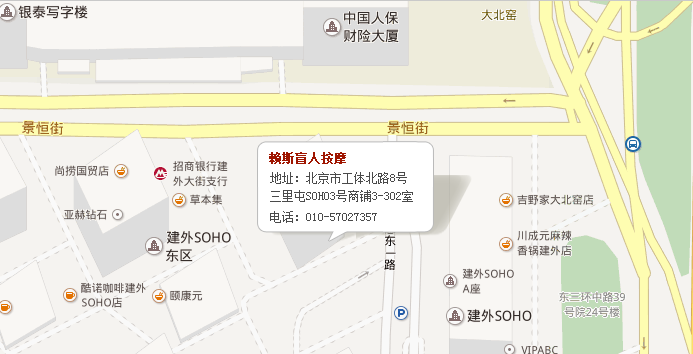 银泰写字楼
中国人保
财险大厦
大北窑
景恒街
景恒街
尚捞国贸店
招商银行建
外大街支行
草本集
亚赫钻石
赖斯盲人按摩
地址：北京市工体北路8号
三里屯SOHO3号商铺3-302室
电话：010-57027357
吉野家大北窑店
川成元麻辣
香锅建外店
建外SOHO
东区
东一路
酷诺咖啡建外
SOHO店
颐康元
建外SOHO
A座
建外SOHO
东三环中路39
号院24号楼
P
VIPABC